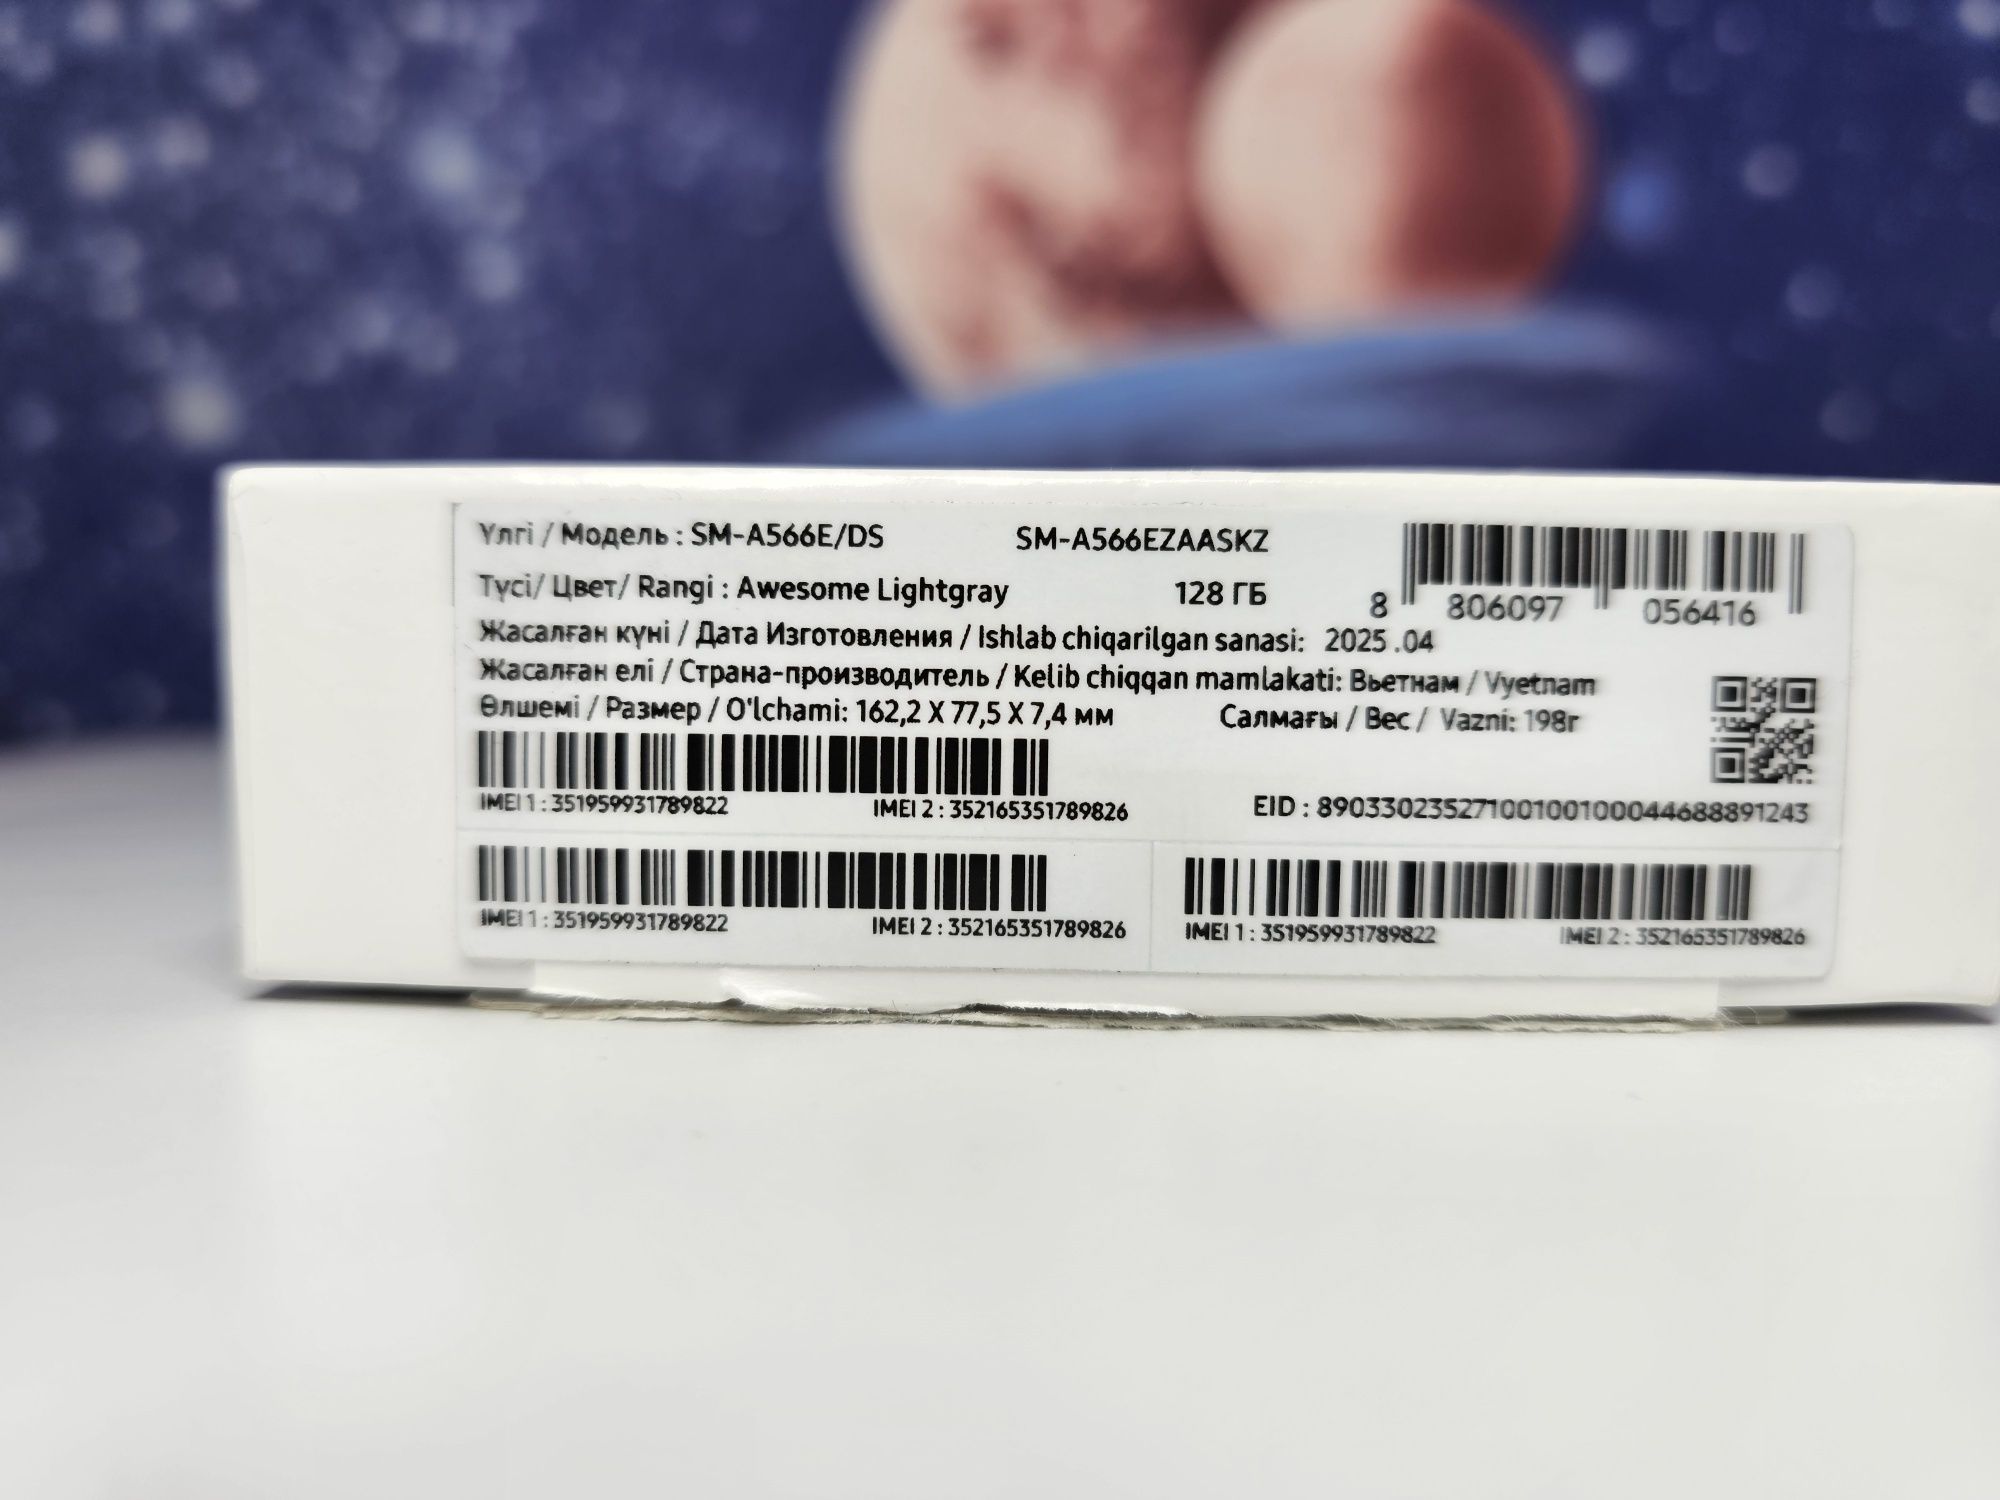 Үлгі / Модель : SM-A566E/DS SM-A566EZAASKZ
Түсі/ Цвет/ Rangi : Awesome Lightgray 128 ГБ
8 806097 056416
Жасалған күні / Дата Изготовления / Ishlab chiqarilgan sanasi: 2025 .04
Жасалған елі / Страна-производитель / Kelib chiqqan mamlakati: Вьетнам / Vyetnam
Өлшемі / Размер / O'lchami: 162,2 X 77,5 X 7,4 мм Салмағы / Вес / Vazni: 198г
IMEI 1 : 351959931789822 IMEI 2 : 352165351789826 EID : 89033023527100100100044688891243
IMEI 1 : 351959931789822 IMEI 2 : 352165351789826 IMEI 1 : 351959931789822 IMEI 2 : 352165351789826